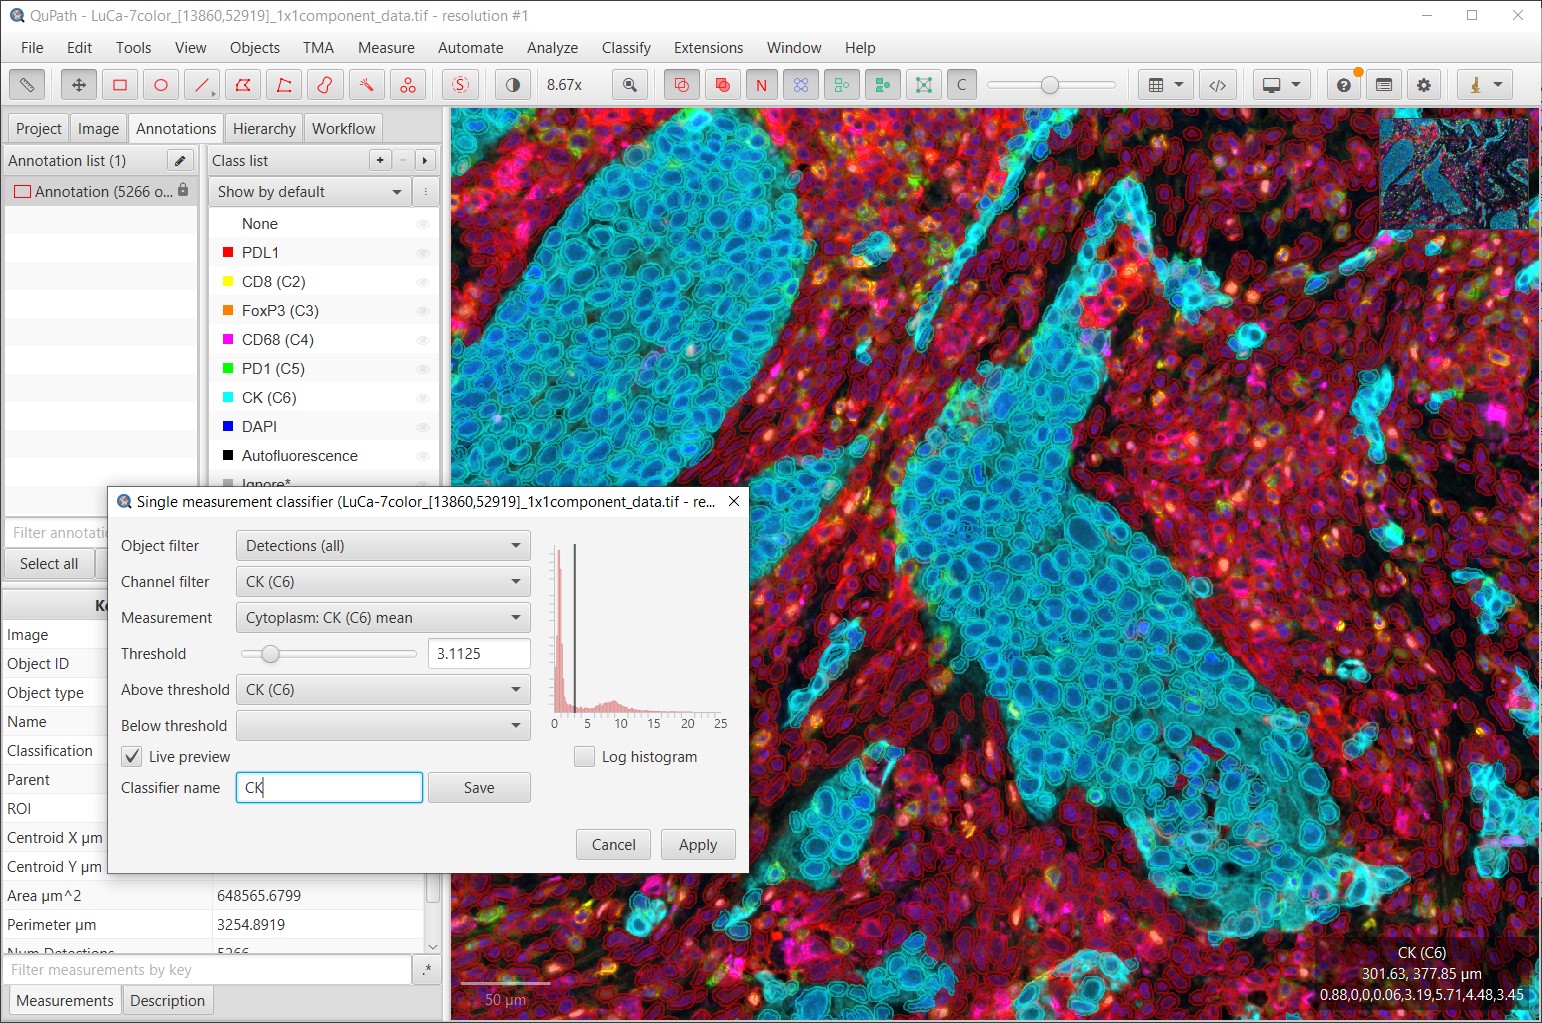 QuPath - LuCa-7color_[13860,52919]_1x1component_data.tif - resolution #1
File Edit Tools View Objects TMA Measure Automate Analyze Classify Extensions Window Help
S 8.67x N C </> ?
Project Image Annotations Hierarchy Workflow
Annotation list (1)
Annotation (5266 o...
Class list + -
Show by default
None
PDL1
CD8 (C2)
FoxP3 (C3)
CD68 (C4)
PD1 (C5)
CK (C6)
DAPI
Autofluorescence
Ignore*
Filter annotatio
Select all
Ke
Image
Object ID
Object type
Name
Classification
Parent
ROI
Centroid X µm
Centroid Y µm
Area µm^2 648565.6799
Perimeter µm 3254.8919
Num Detections 5266
Filter measurements by key .*
Measurements Description
Single measurement classifier (LuCa-7color_[13860,52919]_1x1component_data.tif - re...
Object filter Detections (all)
Channel filter CK (C6)
Measurement Cytoplasm: CK (C6) mean
Threshold 3.1125
Above threshold CK (C6)
Below threshold
Live preview
Classifier name CK Save
0 5 10 15 20 25
Log histogram
Cancel Apply
50 µm
CK (C6)
301.63, 377.85 µm
0.88,0,0,0.06,3.19,5.71,4.48,3.45